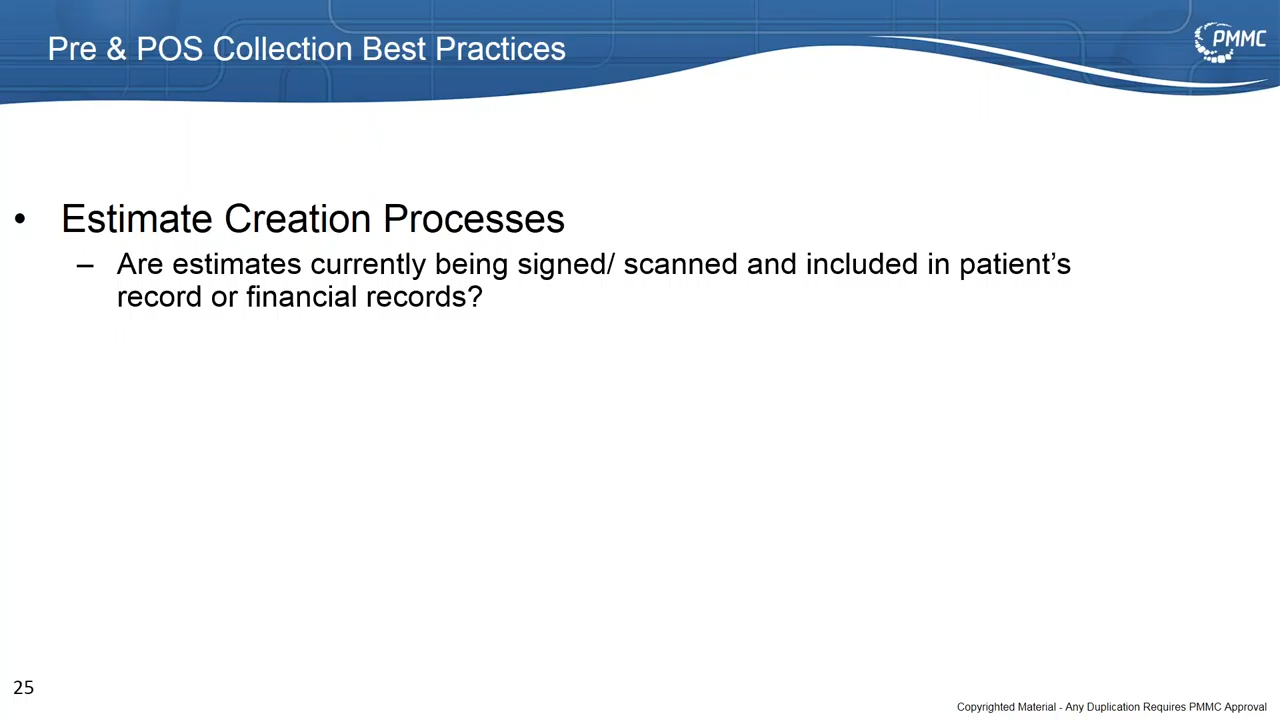 Pre & POS Collection Best Practices
PMMC
• Estimate Creation Processes
– Are estimates currently being signed/ scanned and included in patient’s
record or financial records?
25
Copyrighted Material - Any Duplication Requires PMMC Approval